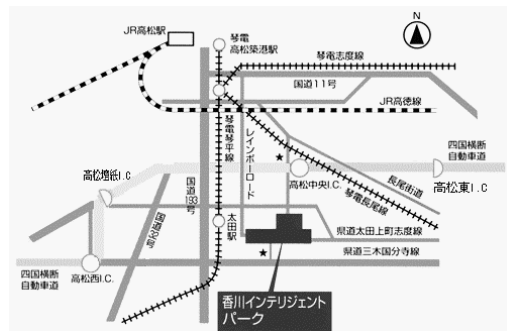 N
JR高松駅
琴電
高松築港駅
琴電志度線
国道11号
JR高徳線
琴電琴平線
レインボーロード
四国横断
自動車道
長尾街道
高松檀紙I.C
高松中央I.C.
高松東I.C
琴電長尾線
国道193号
国道32号
太田駅
県道太田上町志度線
県道三木国分寺線
四国横断
自動車道
高松西I.C.
香川インテリジェント
パーク